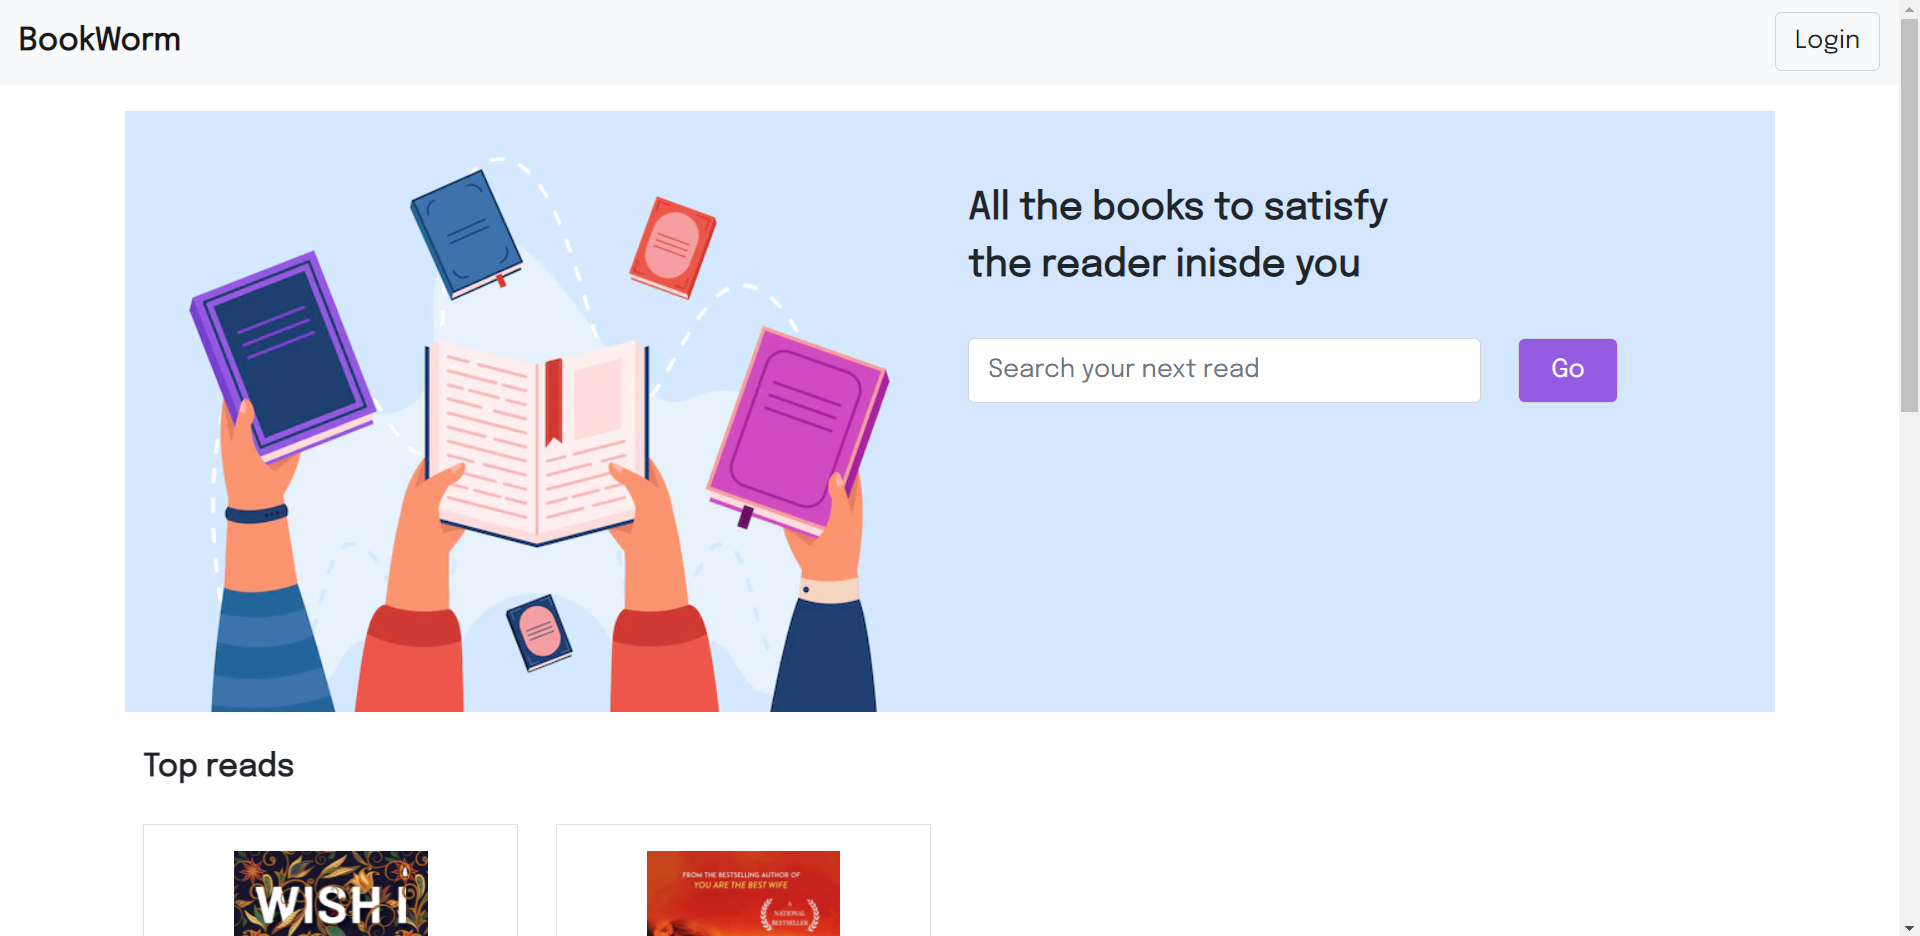 BookWorm
Login
All the books to satisfy
the reader inisde you
Search your next read
Go
Top reads
WISH I
FROM THE BESTSELLING AUTHOR OF
YOU ARE THE BEST WIFE
A
NATIONAL
BESTSELLER